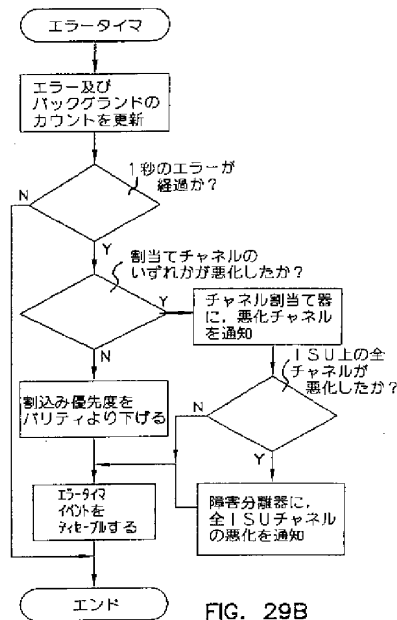 エラータイマ
エラー及び
バックグランドの
カウントを更新
1秒のエラーが
経過か？
N
Y
割当てチャネルの
いずれかが悪化したか？
Y
N
チャネル割当て器
に，悪化チャネル
を通知
ISU上の全
チャネルが
悪化したか？
N
Y
割込み優先度を
パリティより下げる
障害分離器に，
全ISUチャネル
の悪化を通知
エラータイマ
イベントを
ディセーブルする
エンド
FIG. 29B